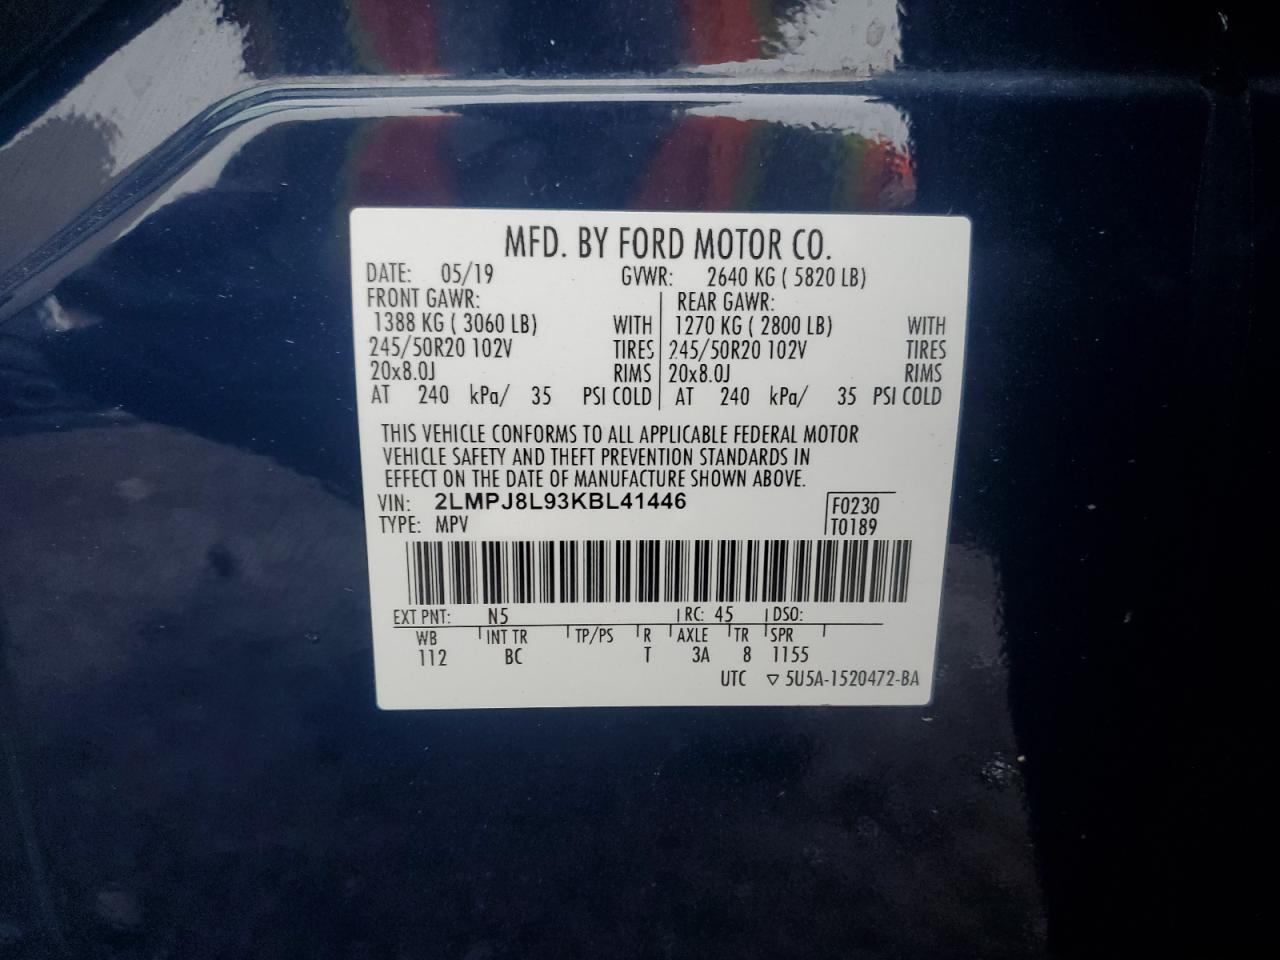 MFD. BY FORD MOTOR CO.
DATE: 05/19 GVWR: 2640 KG ( 5820 LB)
FRONT GAWR: REAR GAWR:
1388 KG ( 3060 LB) WITH 1270 KG ( 2800 LB) WITH
245/50R20 102V TIRES 245/50R20 102V TIRES
20x8.0J RIMS 20x8.0J RIMS
AT 240 kPa/ 35 PSI COLD AT 240 kPa/ 35 PSI COLD
THIS VEHICLE CONFORMS TO ALL APPLICABLE FEDERAL MOTOR
VEHICLE SAFETY AND THEFT PREVENTION STANDARDS IN
EFFECT ON THE DATE OF MANUFACTURE SHOWN ABOVE.
VIN: 2LMPJ8L93KBL41446 F0230
TYPE: MPV T0189
EXT PNT: N5 RC: 45 DSO:
WB INT TR TP/PS R AXLE TR SPR
112 BC T 3A 8 1155
UTC ▽ 5U5A-1520472-BA